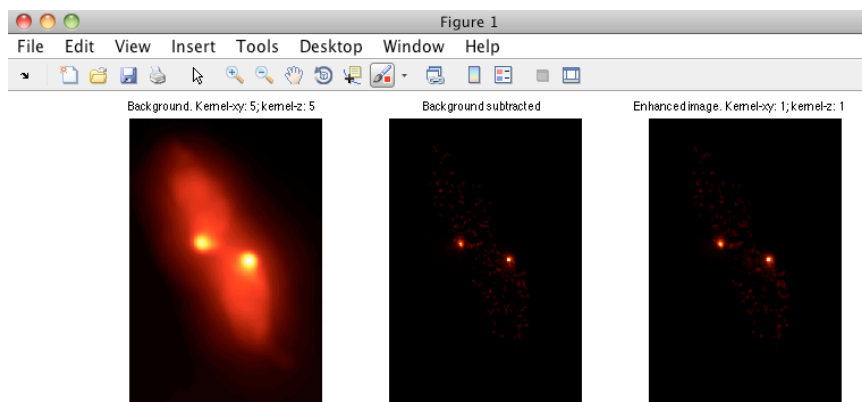 Figure 1
File Edit View Insert Tools Desktop Window Help
Background. Kernel-xy: 5; kernel-z: 5
Background subtracted
Enhanced image. Kernel-xy: 1; kernel-z: 1